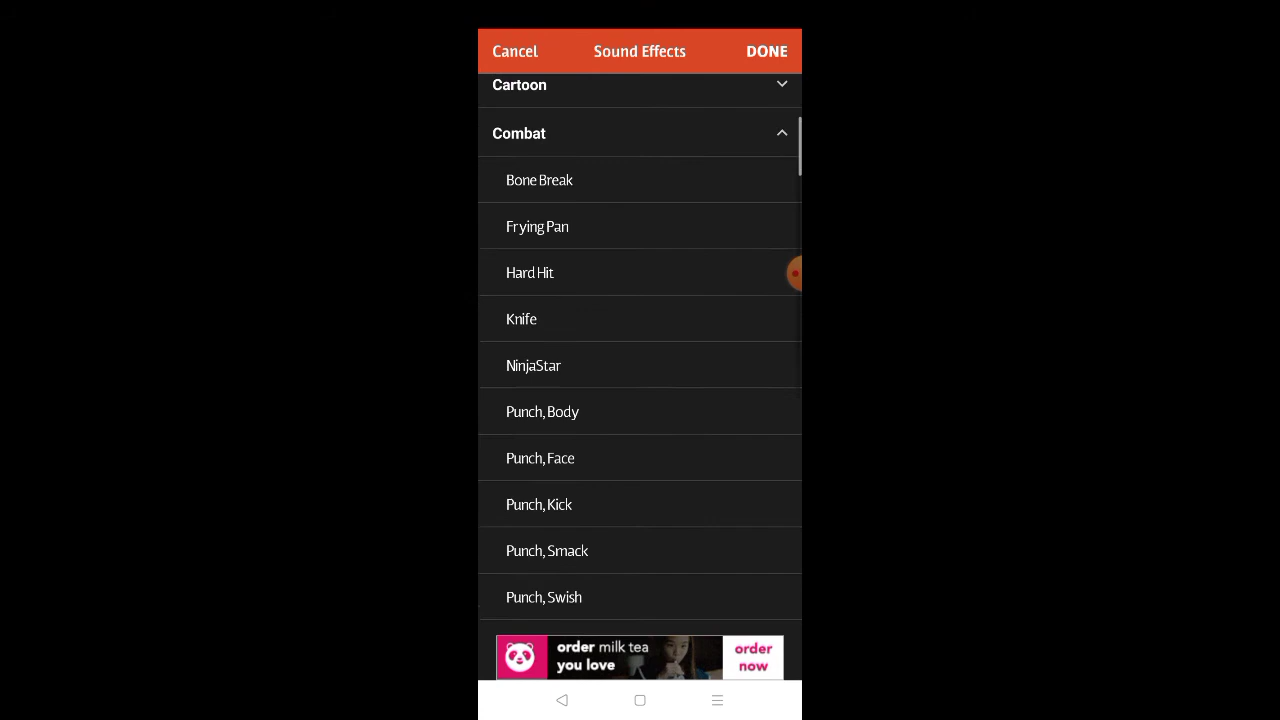 Cancel Sound Effects DONE
Cartoon
Combat
Bone Break
Frying Pan
Hard Hit
Knife
NinjaStar
Punch, Body
Punch, Face
Punch, Kick
Punch, Smack
Punch, Swish
order milk tea
you love
order
now